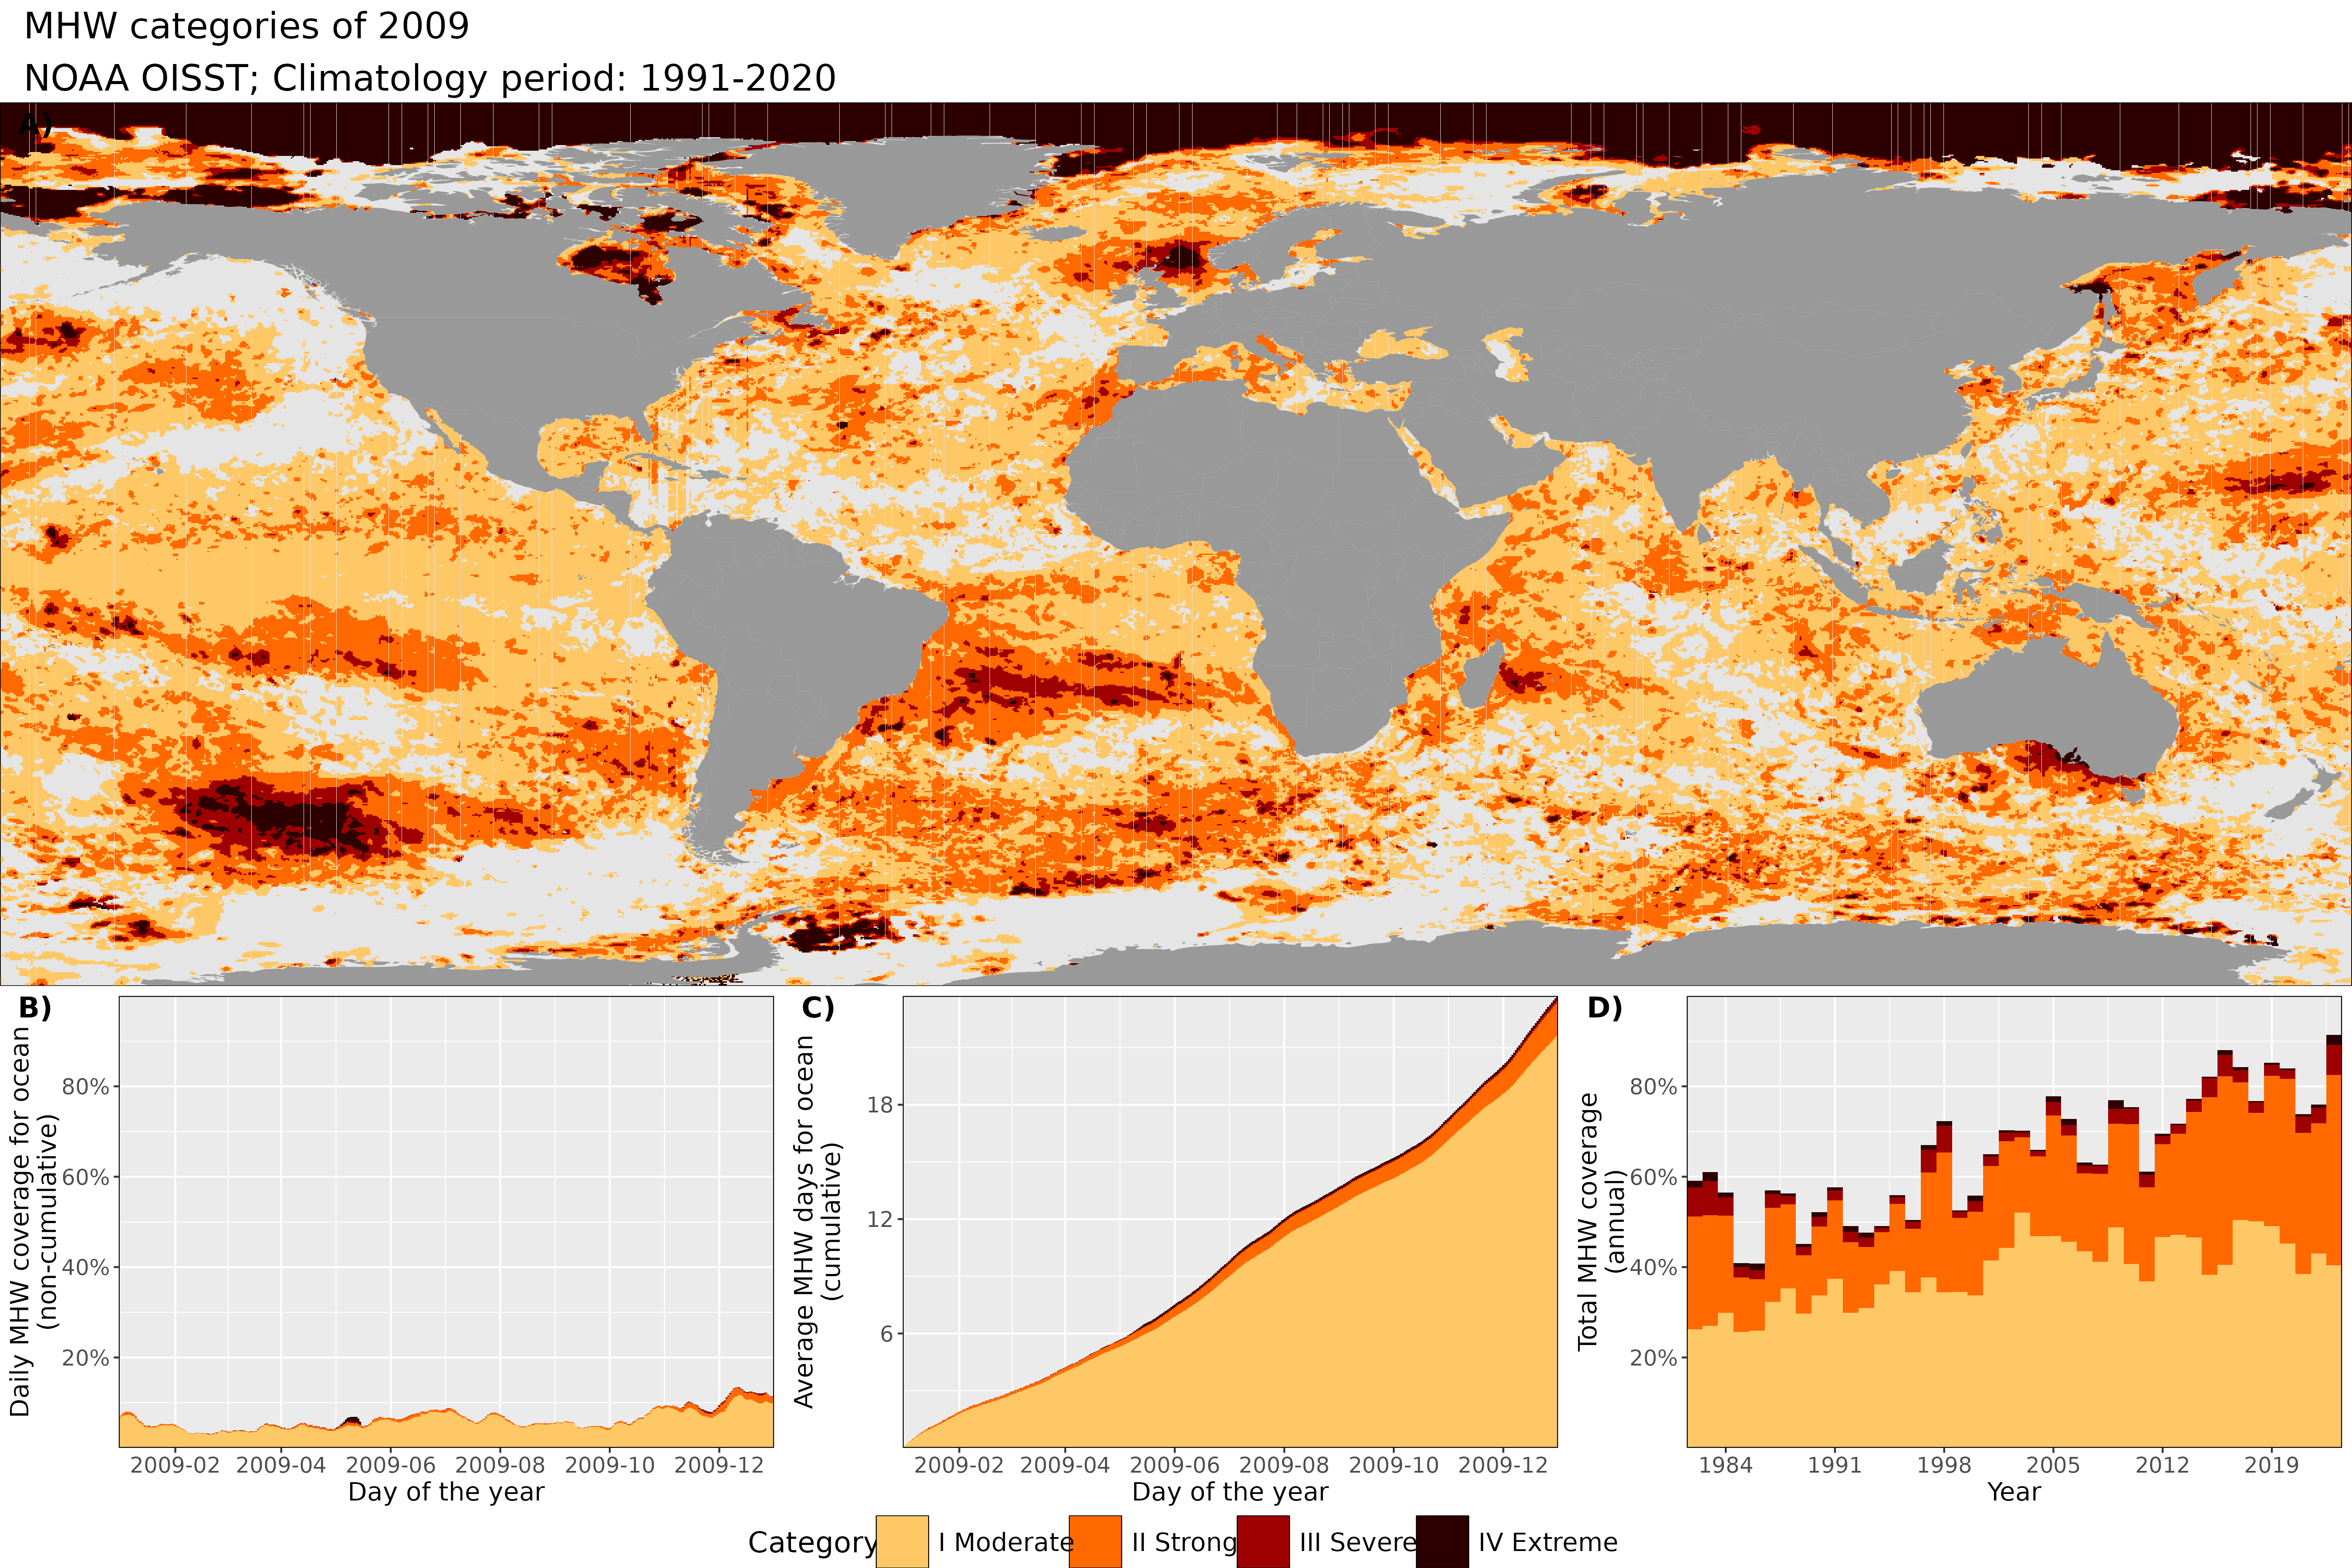 MHW categories of 2009
NOAA OISST; Climatology period: 1991-2020
A)
B)
Daily MHW coverage for ocean
(non-cumulative)
80%
60%
40%
20%
2009-02 2009-04 2009-06 2009-08 2009-10 2009-12
Day of the year
C)
Average MHW days for ocean
(cumulative)
18
12
6
2009-02 2009-04 2009-06 2009-08 2009-10 2009-12
Day of the year
D)
Total MHW coverage
(annual)
80%
60%
40%
20%
1984 1991 1998 2005 2012 2019
Year
Category I Moderate II Strong III Severe IV Extreme